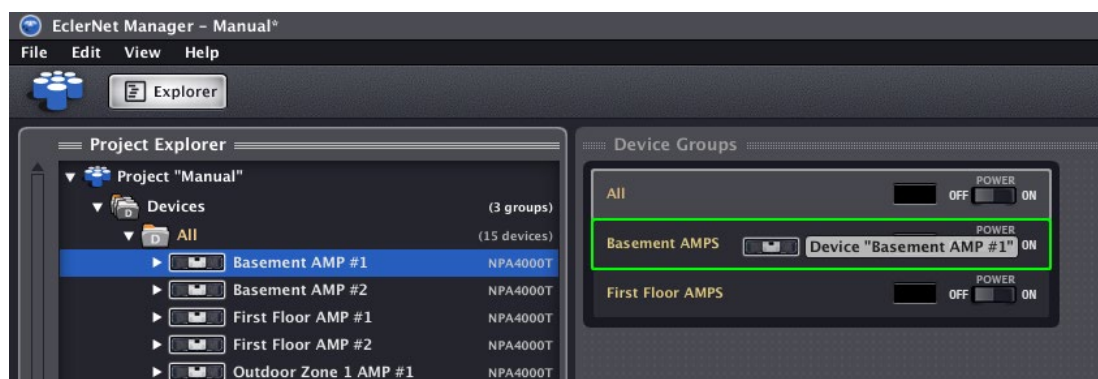 EclerNet Manager – Manual*
File Edit View Help
Explorer
Project Explorer
Project "Manual"
Devices (3 groups)
D All (15 devices)
Basement AMP #1 NPA4000T
Basement AMP #2 NPA4000T
First Floor AMP #1 NPA4000T
First Floor AMP #2 NPA4000T
Outdoor Zone 1 AMP #1 NPA4000T
Device Groups
All POWER OFF ON
Basement AMPS POWER Device "Basement AMP #1" ON
First Floor AMPS POWER OFF ON